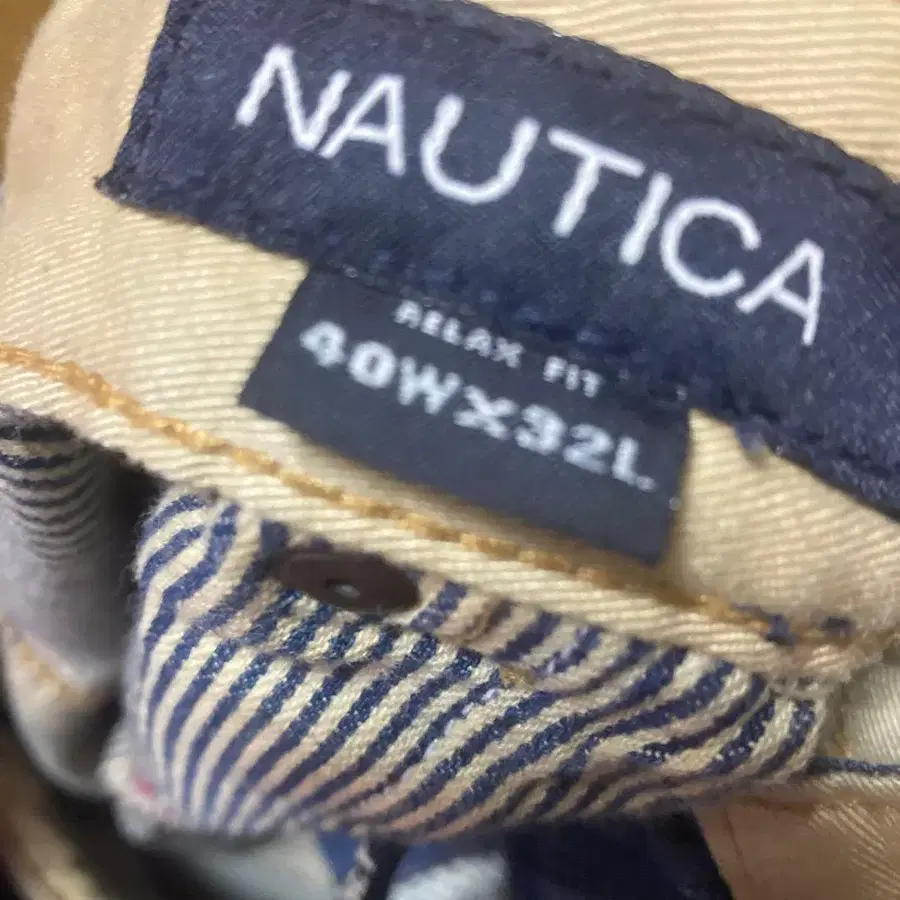 NAUTICA
RELAX FIT
40WX32L